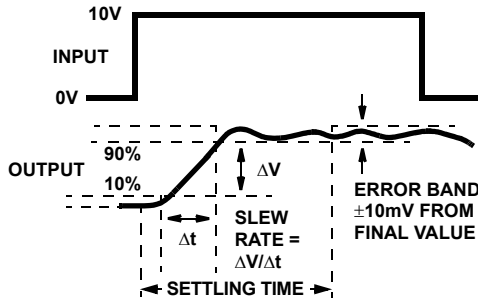 10V
INPUT
0V
OUTPUT
90%
10%
ΔV
Δt
SLEW
RATE =
ΔV/Δt
ERROR BAND
±10mV FROM
FINAL VALUE
SETTLING TIME